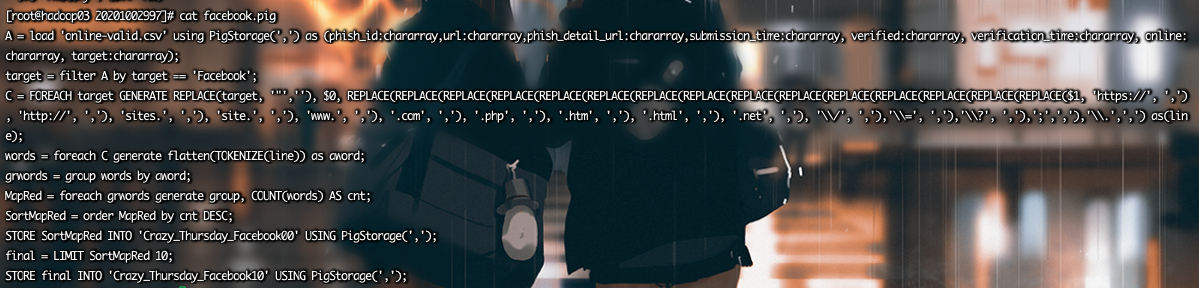 [root@hadoop03 20201002997]# cat facebook.pig
A = load 'online-valid.csv' using PigStorage(',') as (phish_id:chararray,url:chararray,phish_detail_url:chararray,submission_time:chararray, verified:chararray, verification_time:chararray, online:
chararray, target:chararray);
target = filter A by target == 'Facebook';
C = FOREACH target GENERATE REPLACE(target, '"',''), $0, REPLACE(REPLACE(REPLACE(REPLACE(REPLACE(REPLACE(REPLACE(REPLACE(REPLACE(REPLACE(REPLACE(REPLACE(REPLACE(REPLACE(REPLACE($1, 'https://', ',')
, 'http://', ','), 'sites.', ','), 'site.', ','), 'www.', ','), '.com', ','), '.php', ','), '.htm', ','), '.html', ','), '.net', ','), '\\/', ','),'\\=', ','),'\\?', ','),';',','),'\\.',',') as(lin
e);
words = foreach C generate flatten(TOKENIZE(line)) as aword;
grwords = group words by aword;
MapRed = foreach grwords generate group, COUNT(words) AS cnt;
SortMapRed = order MapRed by cnt DESC;
STORE SortMapRed INTO 'Crazy_Thursday_Facebook00' USING PigStorage(',');
final = LIMIT SortMapRed 10;
STORE final INTO 'Crazy_Thursday_Facebook10' USING PigStorage(',');